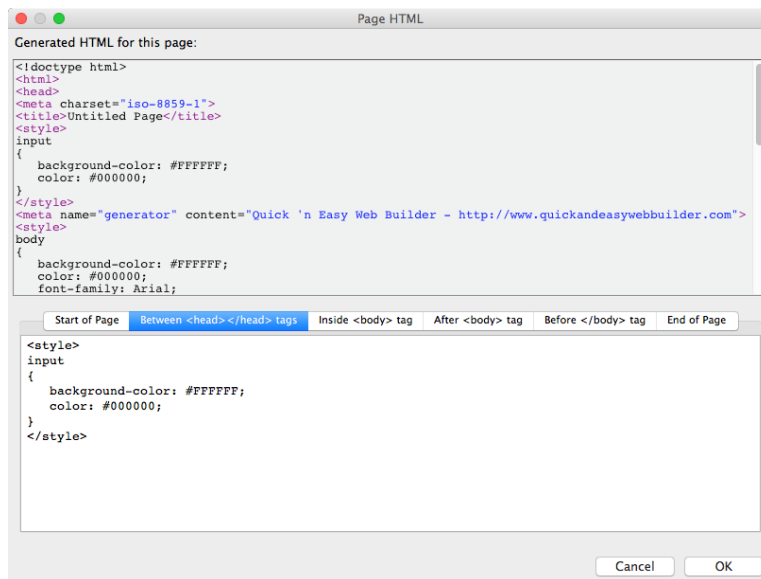 Page HTML
Generated HTML for this page:
<!doctype html>
<html>
<head>
<meta charset="iso-8859-1">
<title>Untitled Page</title>
<style>
input
{
   background-color: #FFFFFF;
   color: #000000;
}
</style>
<meta name="generator" content="Quick 'n Easy Web Builder - http://www.quickandeasywebbuilder.com">
<style>
body
{
   background-color: #FFFFFF;
   color: #000000;
   font-family: Arial;
Start of Page Between <head></head> tags Inside <body> tag After <body> tag Before </body> tag End of Page
<style>
input
{
   background-color: #FFFFFF;
   color: #000000;
}
</style>
Cancel OK